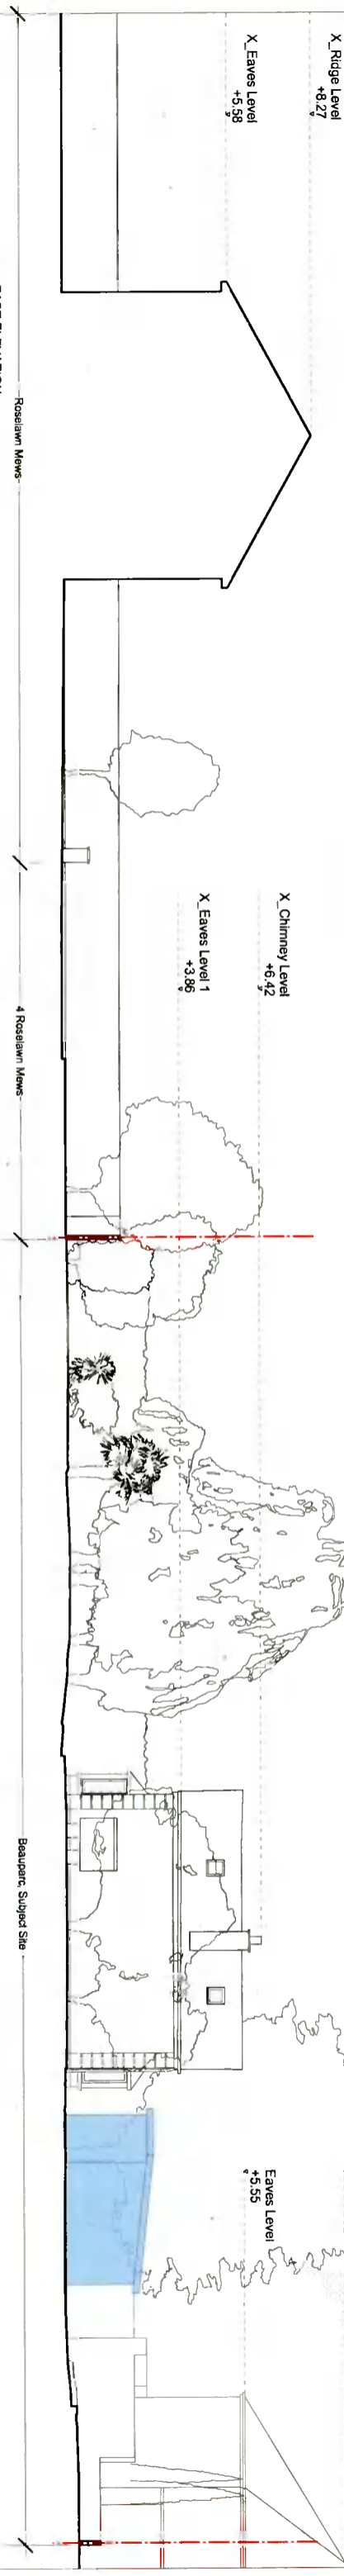 X_Ridge Level
+8.27
X_Eaves Level
+5.58
X_Chimney Level
+6.42
X_Eaves Level 1
+3.86
Eaves Level
+5.55
Roselawn Mews
4 Roselawn Mews
Beauparc, Subject Site